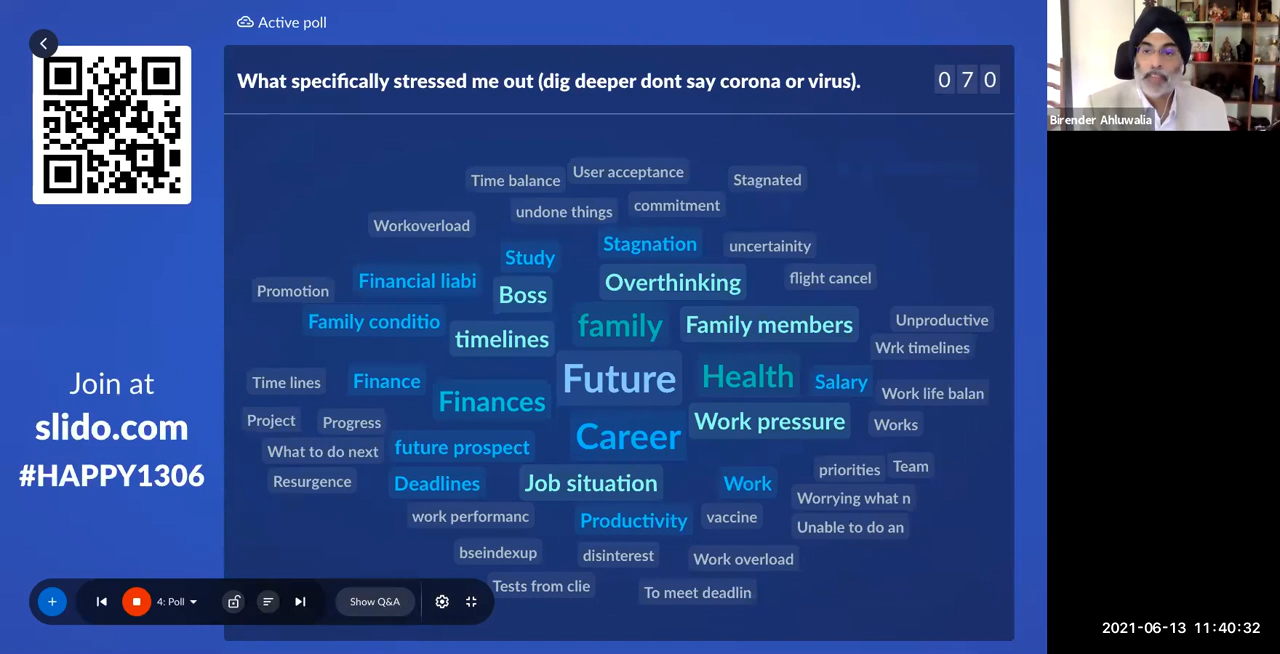 Active poll
What specifically stressed me out (dig deeper dont say corona or virus).
0 7 0
Birender Ahluwalia
Time balance
User acceptance
Stagnated
undone things
commitment
Workoverload
Study
Stagnation
uncertainity
Promotion
Financial liabi
Boss
Overthinking
flight cancel
Family conditio
timelines
family
Family members
Unproductive
Wrk timelines
Time lines
Finance
Finances
Future
Health
Salary
Work life balan
Project
Progress
Career
Work pressure
Works
What to do next
future prospect
Resurgence
Deadlines
Job situation
Work
priorities
Team
Worrying what n
work performanc
Productivity
vaccine
Unable to do an
bseindexup
disinterest
Work overload
Tests from clie
To meet deadlin
Join at
slido.com
#HAPPY1306
4: Poll
Show Q&A
2021-06-13 11:40:32